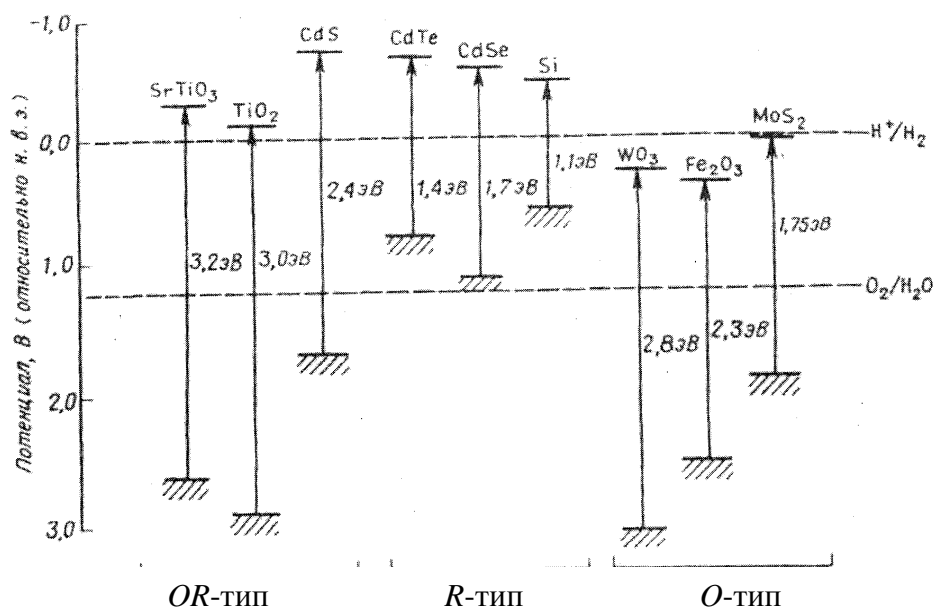 Потенциал, В (относительно н. в. э.)
-1,0
0,0
1,0
2,0
3,0
SrTiO3
TiO2
CdS
CdTe
CdSe
Si
WO3
Fe2O3
MoS2
H+/H2
O2/H2O
3,2эВ
3,0эВ
2,4эВ
1,4эВ
1,7эВ
1,1эВ
2,8эВ
2,3эВ
1,75эВ
OR-тип
R-тип
O-тип